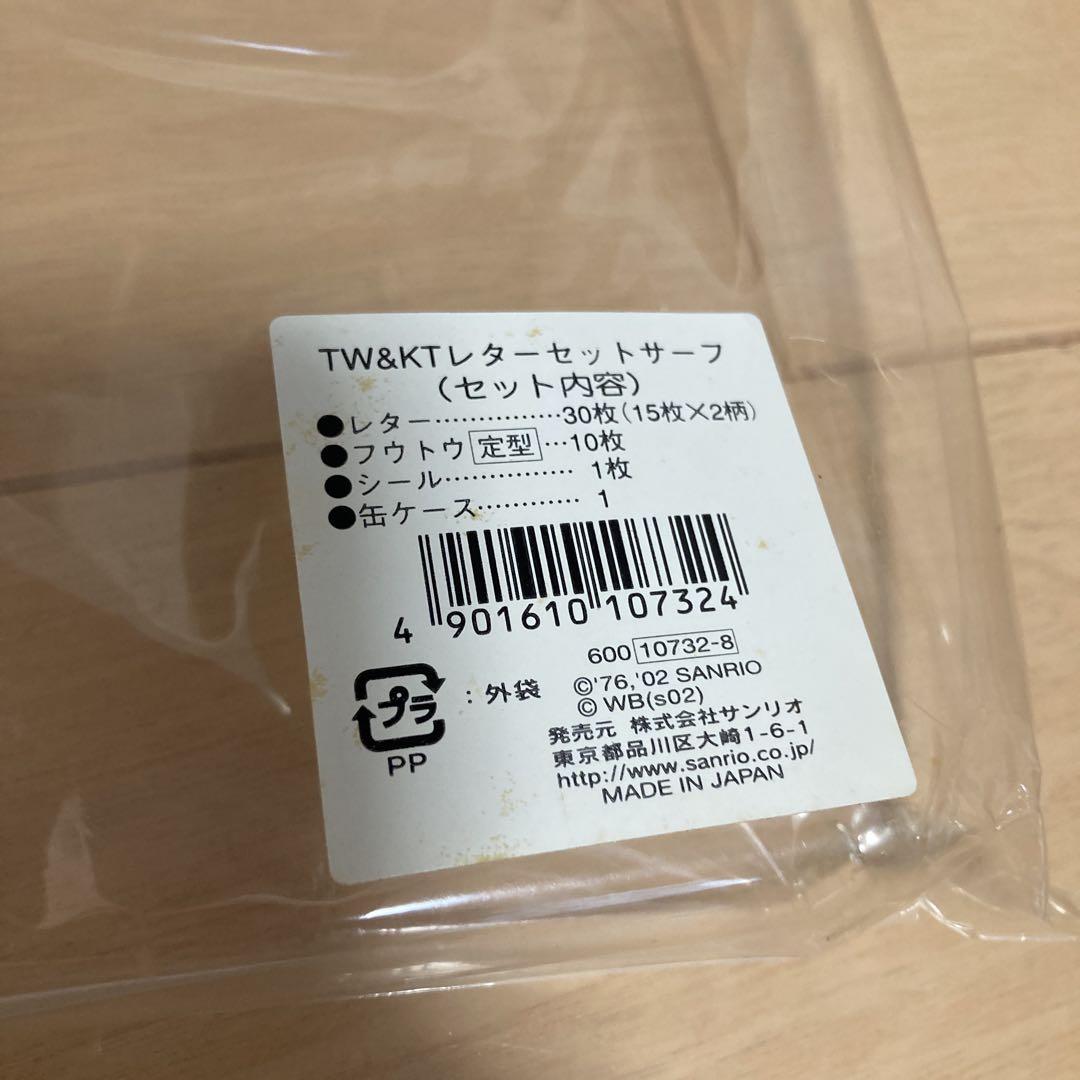 TW&KTレターセットサーフ
(セット内容)
●レター……………30枚(15枚×2柄)
●フウトウ定型…10枚
●シール…………… 1枚
●缶ケース………… 1
4 901610 107324
600 10732-8
プラ : 外袋
PP
©'76,'02 SANRIO
© WB(s02)
発売元 株式会社サンリオ
東京都品川区大崎1-6-1
http://www.sanrio.co.jp/
MADE IN JAPAN